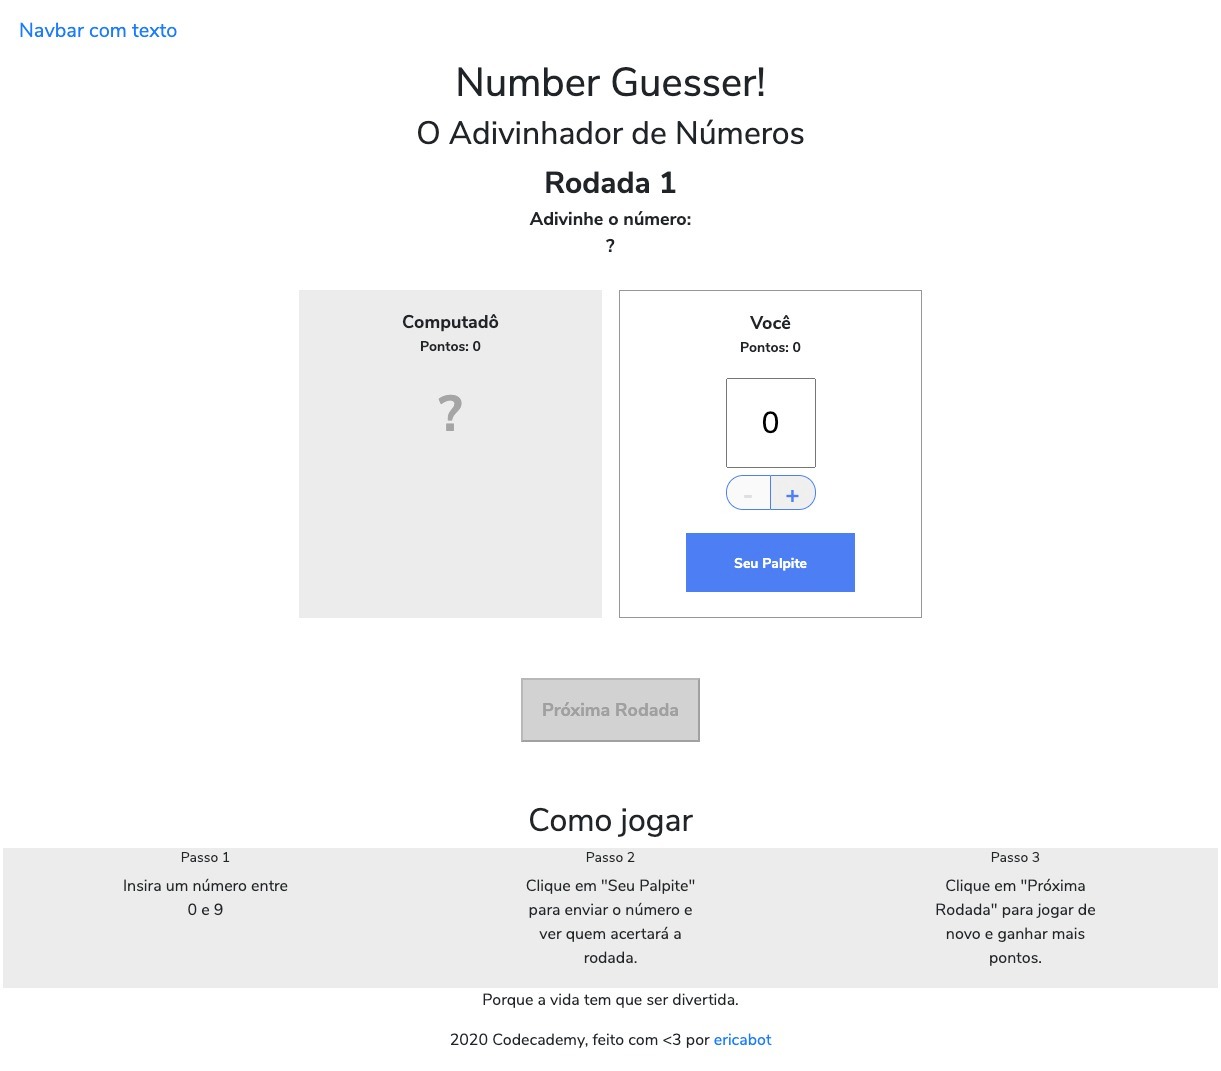 Navbar com texto
Number Guesser!
O Adivinhador de Números
Rodada 1
Adivinhe o número:
?
Computadô
Pontos: 0
?
Você
Pontos: 0
0
- +
Seu Palpite
Próxima Rodada
Como jogar
Passo 1
Insira um número entre
0 e 9
Passo 2
Clique em "Seu Palpite"
para enviar o número e
ver quem acertará a
rodada.
Passo 3
Clique em "Próxima
Rodada" para jogar de
novo e ganhar mais
pontos.
Porque a vida tem que ser divertida.
2020 Codecademy, feito com <3 por ericabot